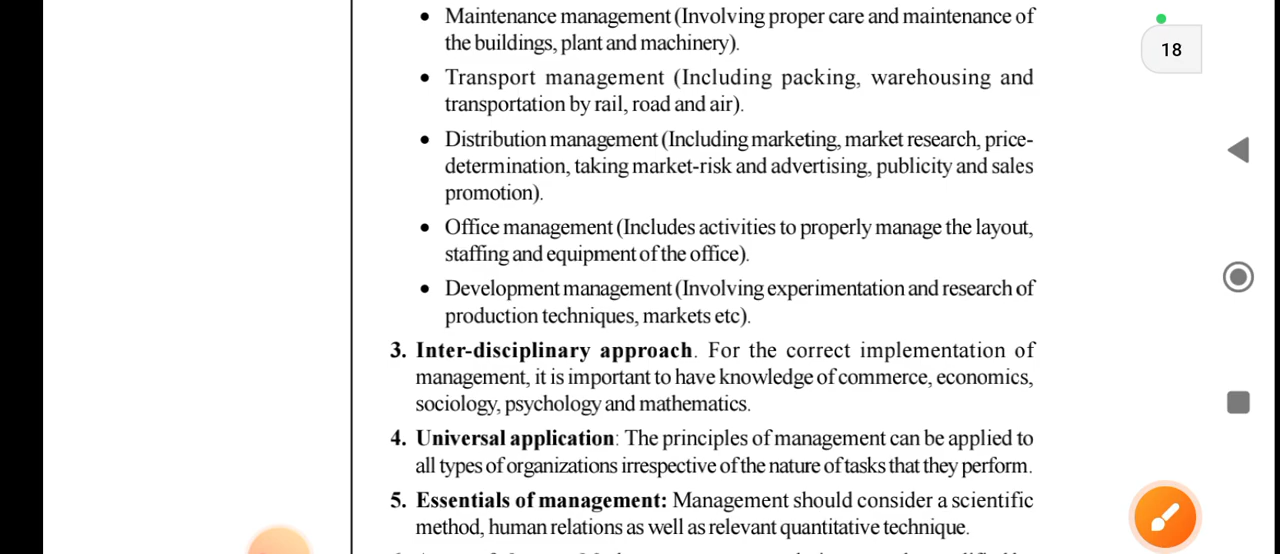 • Maintenance management (Involving proper care and maintenance of
the buildings, plant and machinery).
18
• Transport management (Including packing, warehousing and
transportation by rail, road and air).
• Distribution management (Including marketing, market research, price-
determination, taking market-risk and advertising, publicity and sales
promotion).
• Office management (Includes activities to properly manage the layout,
staffing and equipment of the office).
• Development management (Involving experimentation and research of
production techniques, markets etc).
3. Inter-disciplinary approach. For the correct implementation of
management, it is important to have knowledge of commerce, economics,
sociology, psychology and mathematics.
4. Universal application: The principles of management can be applied to
all types of organizations irrespective of the nature of tasks that they perform.
5. Essentials of management: Management should consider a scientific
method, human relations as well as relevant quantitative technique.